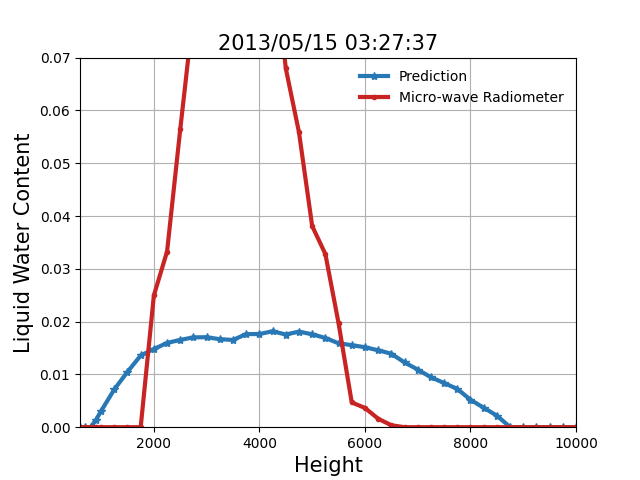 2013/05/15 03:27:37
Prediction
Micro-wave Radiometer
Liquid Water Content
0.07
0.06
0.05
0.04
0.03
0.02
0.01
0.00
2000 4000 6000 8000 10000
Height